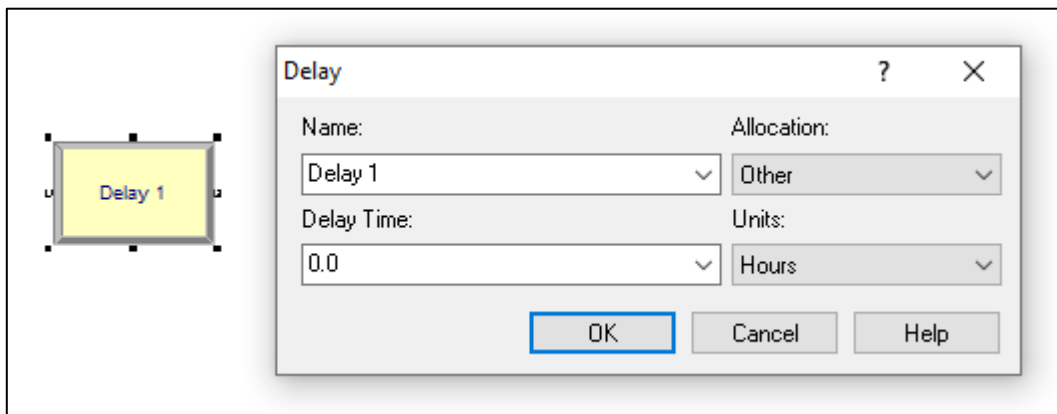 Delay 1
Delay ?
Name: Allocation:
Delay 1 Other
Delay Time: Units:
0.0 Hours
OK Cancel Help